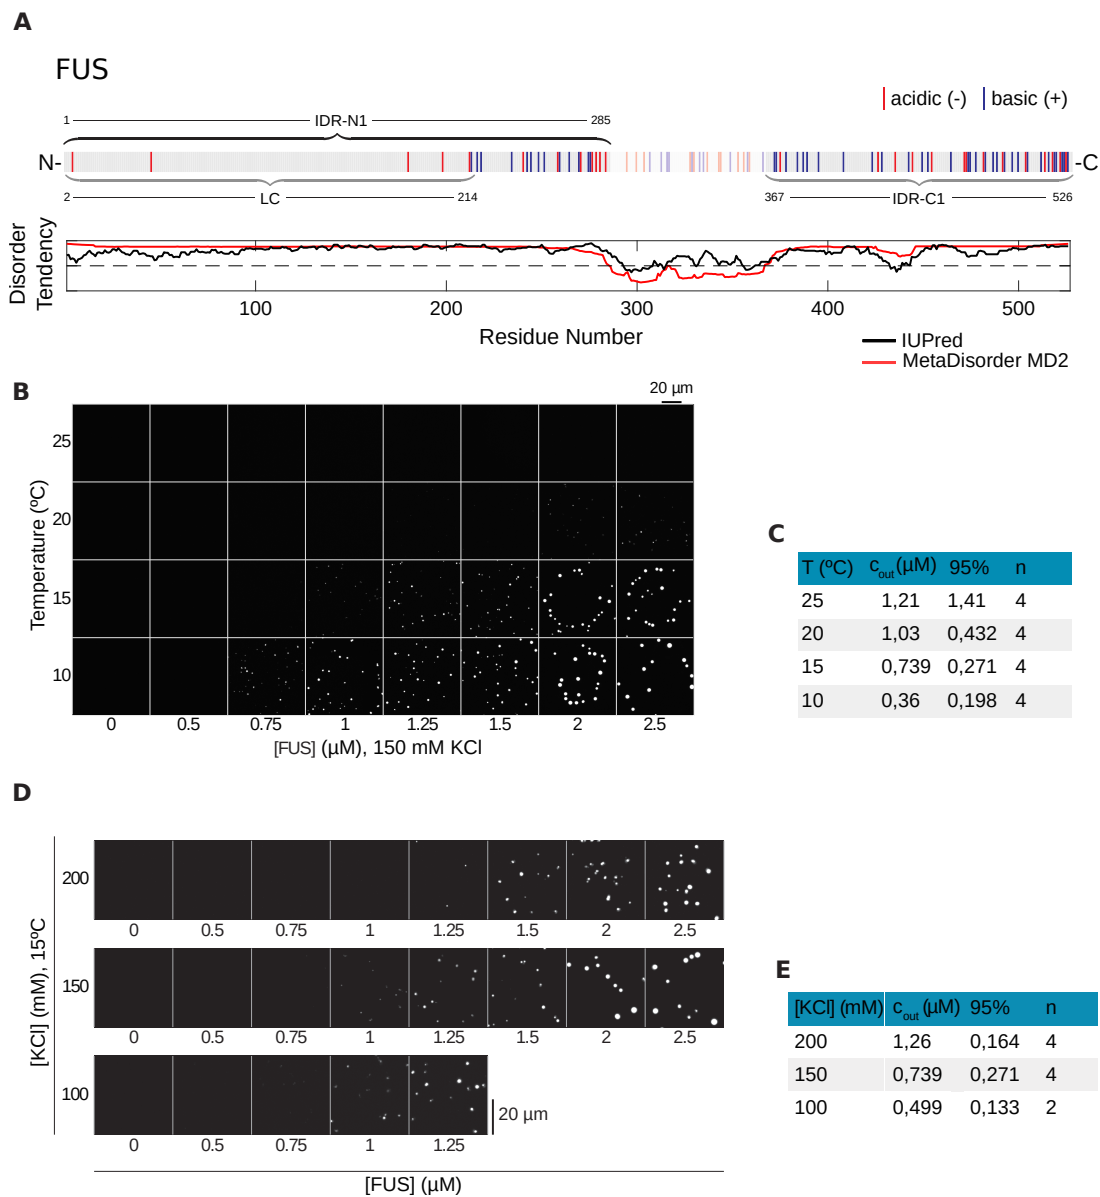 A
FUS
acidic (-) basic (+)
1 IDR-N1 285
N- -C
2 LC 214 367 IDR-C1 526
Disorder
Tendency
100 200 300 400 500
Residue Number
IUPred
MetaDisorder MD2
B
20 µm
Temperature (ºC)
25
20
15
10
0 0.5 0.75 1 1.25 1.5 2 2.5
[FUS] (µM), 150 mM KCl
C
T (ºC) cout(µM) 95% n
25 1,21 1,41 4
20 1,03 0,432 4
15 0,739 0,271 4
10 0,36 0,198 4
D
[KCl] (mM), 15ºC
200
0 0.5 0.75 1 1.25 1.5 2 2.5
150
0 0.5 0.75 1 1.25 1.5 2 2.5
100
20 µm
0 0.5 0.75 1 1.25
[FUS] (µM)
E
[KCl] (mM) cout(µM) 95% n
200 1,26 0,164 4
150 0,739 0,271 4
100 0,499 0,133 2